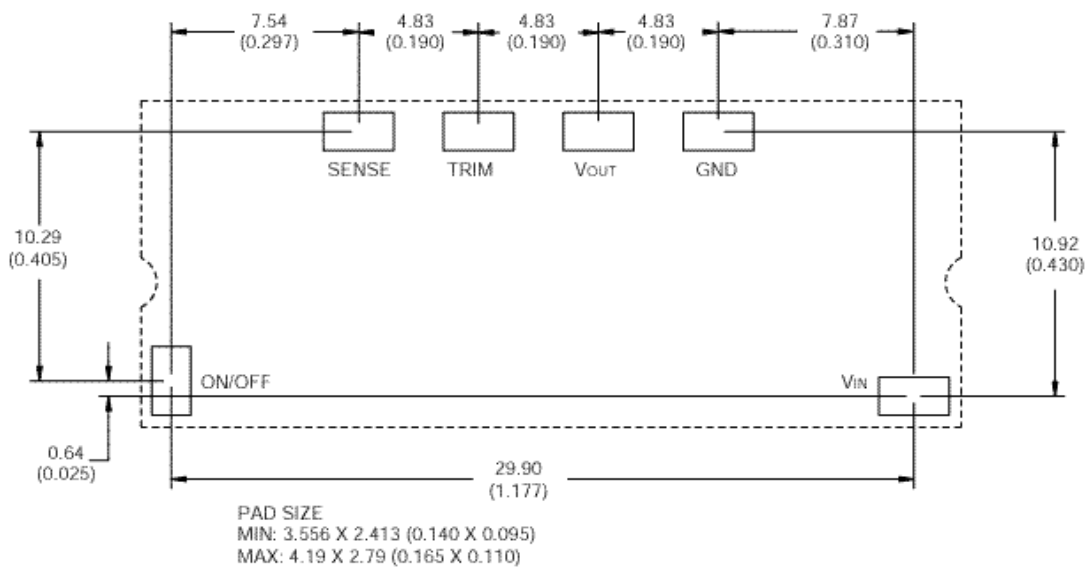 7.54
(0.297)
4.83
(0.190)
4.83
(0.190)
4.83
(0.190)
7.87
(0.310)
SENSE
TRIM
VOUT
GND
10.29
(0.405)
10.92
(0.430)
ON/OFF
VIN
0.64
(0.025)
29.90
(1.177)
PAD SIZE
MIN: 3.556 X 2.413 (0.140 X 0.095)
MAX: 4.19 X 2.79 (0.165 X 0.110)